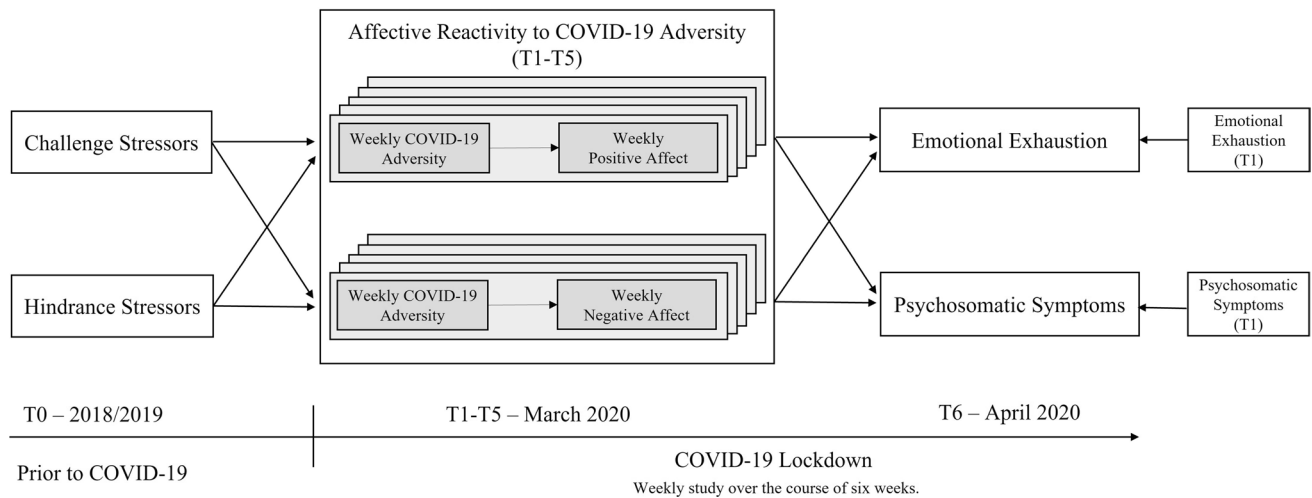 Affective Reactivity to COVID-19 Adversity
(T1-T5)
Challenge Stressors
Weekly COVID-19
Adversity
Weekly
Positive Affect
Emotional Exhaustion
Emotional
Exhaustion
(T1)
Hindrance Stressors
Weekly COVID-19
Adversity
Weekly
Negative Affect
Psychosomatic Symptoms
Psychosomatic
Symptoms
(T1)
T0 – 2018/2019
T1-T5 – March 2020
T6 – April 2020
Prior to COVID-19
COVID-19 Lockdown
Weekly study over the course of six weeks.